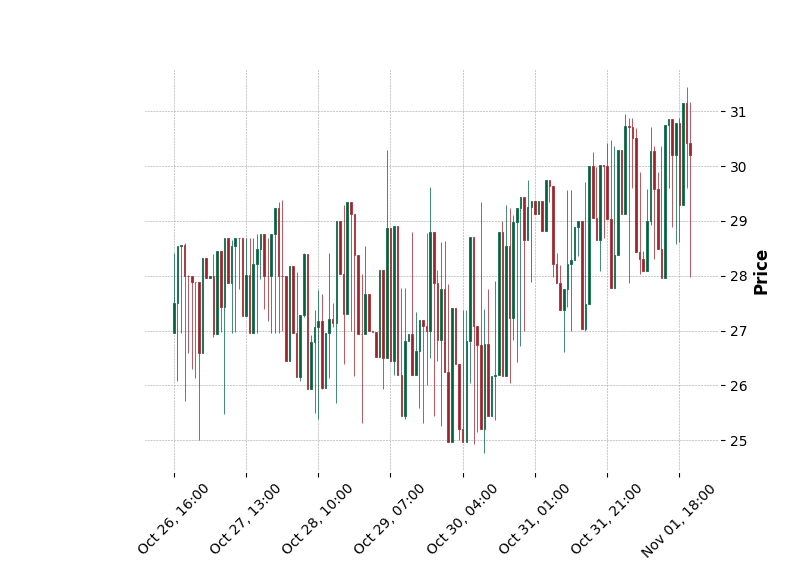 31
30
29
28
27
26
25
Price
Oct 26, 16:00
Oct 27, 13:00
Oct 28, 10:00
Oct 29, 07:00
Oct 30, 04:00
Oct 31, 01:00
Oct 31, 21:00
Nov 01, 18:00